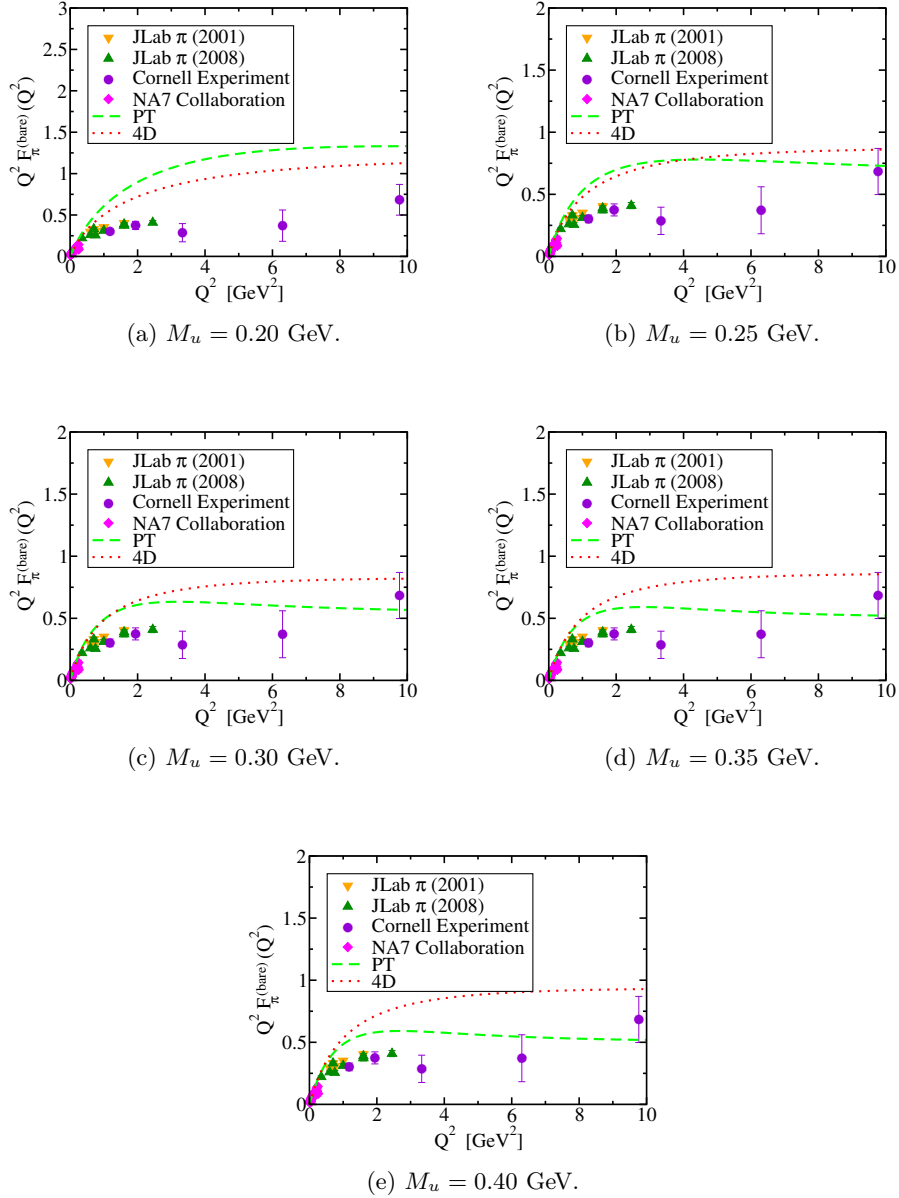 3
2.5
2
1.5
1
0.5
0
Q² F_π^(bare)(Q²)
JLab π (2001)
JLab π (2008)
Cornell Experiment
NA7 Collaboration
PT
4D
0 2 4 6 8 10
Q² [GeV²]
(a) M_u = 0.20 GeV.
2
1.5
1
0.5
0
Q² F_π^(bare)(Q²)
JLab π (2001)
JLab π (2008)
Cornell Experiment
NA7 Collaboration
PT
4D
0 2 4 6 8 10
Q² [GeV²]
(b) M_u = 0.25 GeV.
2
1.5
1
0.5
0
Q² F_π^(bare)(Q²)
JLab π (2001)
JLab π (2008)
Cornell Experiment
NA7 Collaboration
PT
4D
0 2 4 6 8 10
Q² [GeV²]
(c) M_u = 0.30 GeV.
2
1.5
1
0.5
0
Q² F_π^(bare)(Q²)
JLab π (2001)
JLab π (2008)
Cornell Experiment
NA7 Collaboration
PT
4D
0 2 4 6 8 10
Q² [GeV²]
(d) M_u = 0.35 GeV.
2
1.5
1
0.5
0
Q² F_π^(bare)(Q²)
JLab π (2001)
JLab π (2008)
Cornell Experiment
NA7 Collaboration
PT
4D
0 2 4 6 8 10
Q² [GeV²]
(e) M_u = 0.40 GeV.